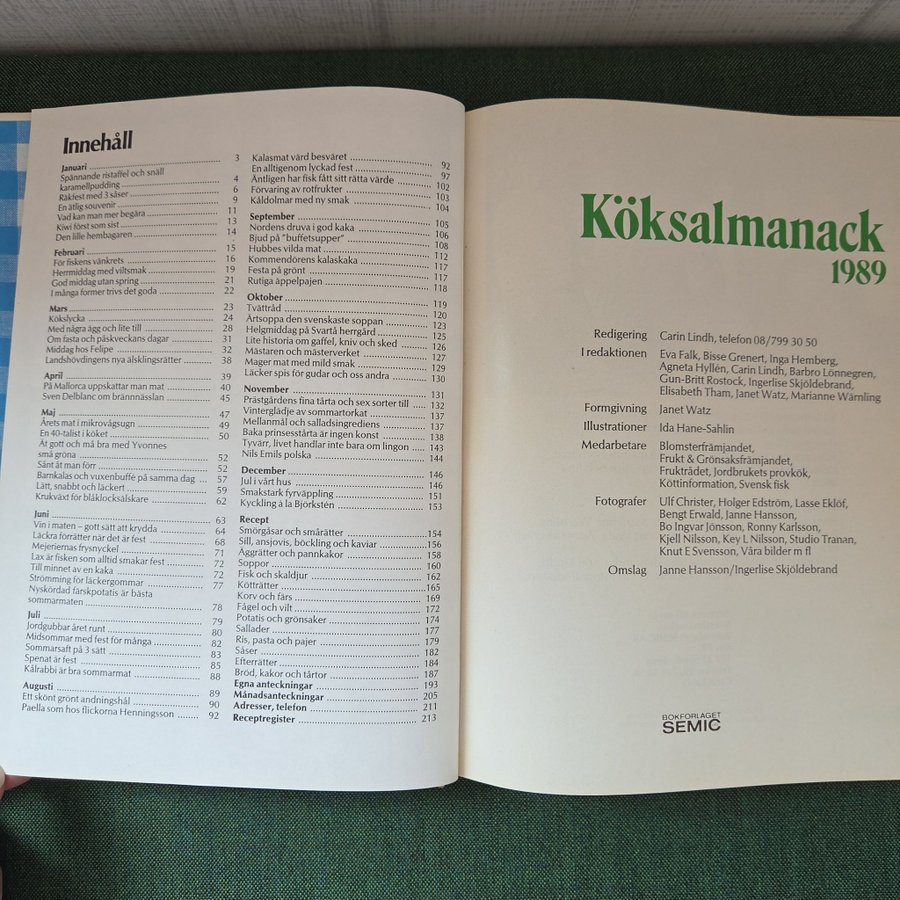 Innehåll
Januari 3
Spännande ristaffel och snäll
karamellpudding 4
Råkfest med 3 såser 6
En ätlig souvenir 9
Vad kan man mer begära 11
Kiwi först som sist 13
Den lille hembagaren 14
Februari 15
För fiskens vänkrets 16
Herrmiddag med viltsmak 19
God middag utan spring 21
I många former trivs det goda 22
Mars 23
Kökslycka 24
Med några ägg och lite till 28
Om fasta och påskveckans dagar 31
Middag hos Felipe 32
Landshövdingens nya älsklingsrätter 38
April 39
På Mallorca uppskattar man mat 40
Sven Delblanc om brännnässlan 45
Maj 47
Årets mat i mikrovågsugn 49
En 40-talist i köket 50
Ät gott och må bra med Yvonnes
små gröna 52
Sånt åt man förr 52
Barnkalas och vuxenbuffé på samma dag 57
Lätt, snabbt och läckert 59
Krukväxt för blåklocksälskare 62
Juni 63
Vin i maten – gott sätt att krydda 64
Läckra förrätter när det är fest 68
Mejeriernas frysnyckel 71
Lax är fisken som alltid smakar fest 72
Till minnet av en kaka 72
Strömming för läckergommar 77
Nyskördad färskpotatis är bästa
sommarmaten 78
Juli 79
Jordgubbar året runt 80
Midsommar med fest för många 82
Sommarsaft på 3 sätt 83
Spenat är fest 85
Kålrabbi är bra sommarmat 88
Augusti 89
Ett skönt grönt andningshål 90
Paella som hos flickorna Henningsson 92
Kalasmat värd besväret 92
En alltigenom lyckad fest 97
Äntligen har fisk fått sitt rätta värde 102
Förvaring av rotfrukter 103
Kåldolmar med ny smak 104
September 105
Nordens druva i god kaka 106
Bjud på "buffetsupper" 108
Hubbes vilda mat 112
Kommendörens kalaskaka 117
Festa på grönt 117
Rutiga äppelpajen 118
Oktober 119
Tvättråd 120
Ärtsoppa den svenskaste soppan 123
Helgmiddag på Svartå herrgård 125
Lite historia om gaffel, kniv och sked 126
Mästaren och mästerverket 127
Mager mat med mild smak 129
Läcker spis för gudar och oss andra 130
November 131
Prästgårdens fina tårta och sex sorter till 132
Vinterglädje av sommartorkat 137
Mellanmål och salladsingrediens 137
Baka prinsesstårta är ingen konst 138
Tyvärr, livet handlar inte bara om lingon 143
Nils Emils polska 144
December 146
Jul i vårt hus 146
Smakstark fyrväppling 151
Kyckling à la Björkstén 153
Recept
Smörgåsar och smårätter 154
Sill, ansjovis, böckling och kaviar 156
Äggrätter och pannkakor 158
Soppor 160
Fisk och skaldjur 162
Kötträtter 165
Korv och färs 169
Fågel och vilt 172
Potatis och grönsaker 174
Sallader 177
Ris, pasta och pajer 179
Såser 182
Efterrätter 184
Bröd, kakor och tårtor 187
Egna anteckningar 193
Månadsanteckningar 205
Adresser, telefon 211
Receptregister 213
Köksalmanack
1989
Redigering Carin Lindh, telefon 08/799 30 50
I redaktionen Eva Falk, Bisse Grenert, Inga Hemberg,
Agneta Hyllén, Carin Lindh, Barbro Lönnegren,
Gun-Britt Rostock, Ingerlise Skjöldebrand,
Elisabeth Tham, Janet Watz, Marianne Wärnling
Formgivning Janet Watz
Illustrationer Ida Hane-Sahlin
Medarbetare Blomsterfrämjandet,
Frukt & Grönsaksfrämjandet,
Fruktrådet, Jordbrukets provkök,
Köttinformation, Svensk fisk
Fotografer Ulf Christer, Holger Edström, Lasse Eklöf,
Bengt Erwald, Janne Hansson,
Bo Ingvar Jönsson, Ronny Karlsson,
Kjell Nilsson, Key L Nilsson, Studio Tranan,
Knut E Svensson, Våra bilder m fl
Omslag Janne Hansson/Ingerlise Skjöldebrand
BOKFÖRLAGET
SEMIC